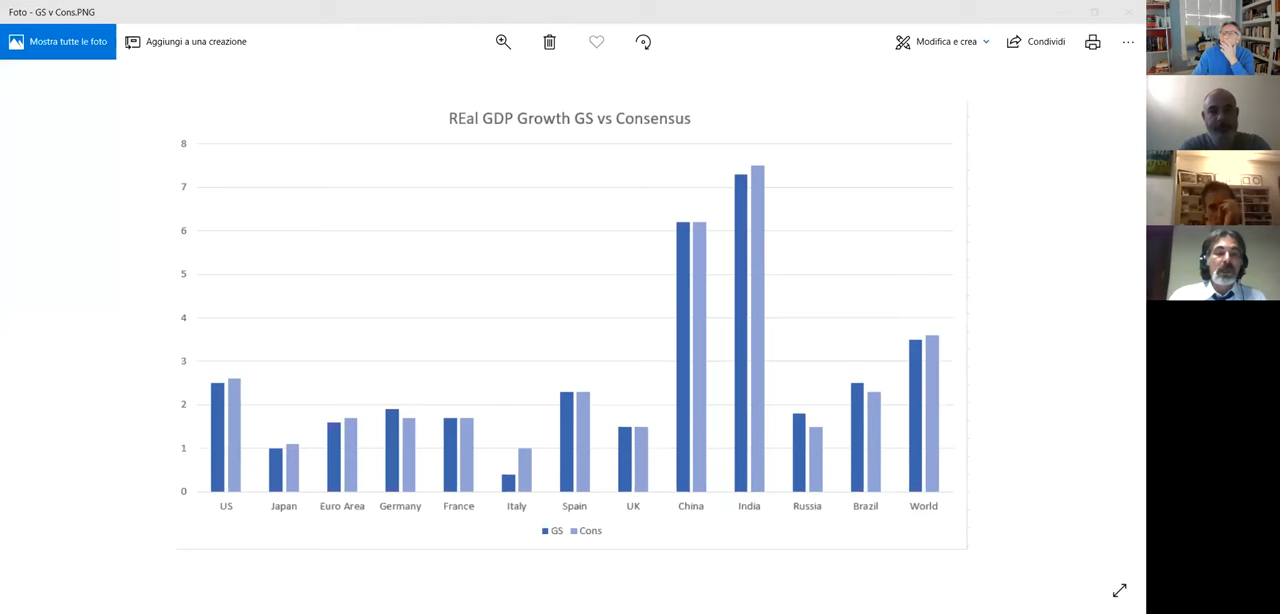 Foto - GS v Cons.PNG
Mostra tutte le foto
Aggiungi a una creazione
Modifica e crea
Condividi
REal GDP Growth GS vs Consensus
8
7
6
5
4
3
2
1
0
US Japan Euro Area Germany France Italy Spain UK China India Russia Brazil World
GS Cons